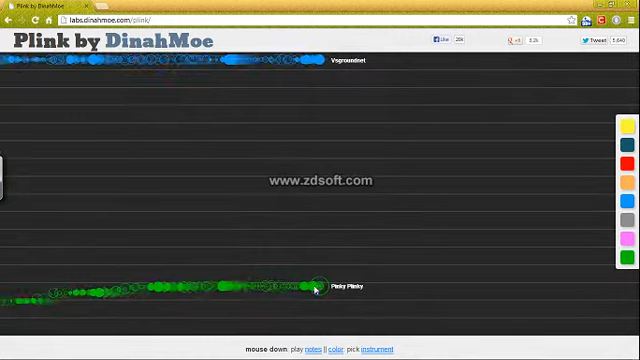 Plink by DinahMoe
labs.dinahmoe.com/plink/
Plink by DinahMoe
Like
Tweet
Vsgroundnet
www.zdsoft.com
Pinky Plinky
mouse down: play notes || color: pick instrument